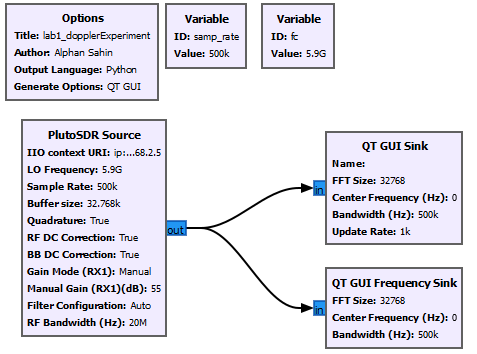 Options
Title: lab1_dopplerExperiment
Author: Alphan Sahin
Output Language: Python
Generate Options: QT GUI
Variable
ID: samp_rate
Value: 500k
Variable
ID: fc
Value: 5.9G
PlutoSDR Source
IIO context URI: ip:...68.2.5
LO Frequency: 5.9G
Sample Rate: 500k
Buffer size: 32.768k
Quadrature: True
RF DC Correction: True
BB DC Correction: True
Gain Mode (RX1): Manual
Manual Gain (RX1)(dB): 55
Filter Configuration: Auto
RF Bandwidth (Hz): 20M
out
in
QT GUI Sink
Name:
FFT Size: 32768
Center Frequency (Hz): 0
Bandwidth (Hz): 500k
Update Rate: 1k
in
QT GUI Frequency Sink
FFT Size: 32768
Center Frequency (Hz): 0
Bandwidth (Hz): 500k